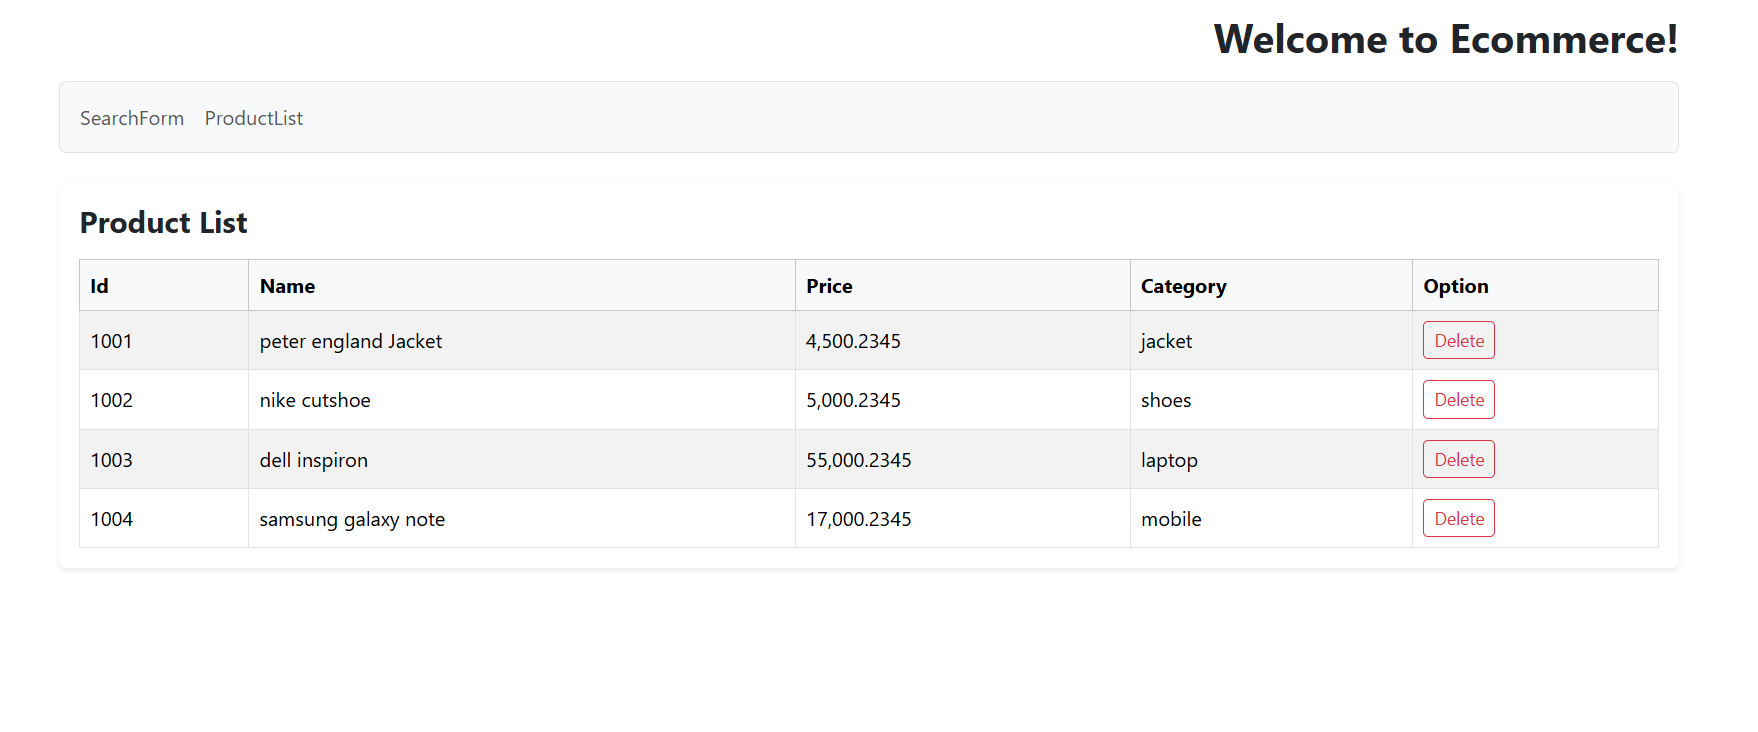 Welcome to Ecommerce!
SearchForm ProductList
Product List
Id Name Price Category Option
1001 peter england Jacket 4,500.2345 jacket Delete
1002 nike cutshoe 5,000.2345 shoes Delete
1003 dell inspiron 55,000.2345 laptop Delete
1004 samsung galaxy note 17,000.2345 mobile Delete